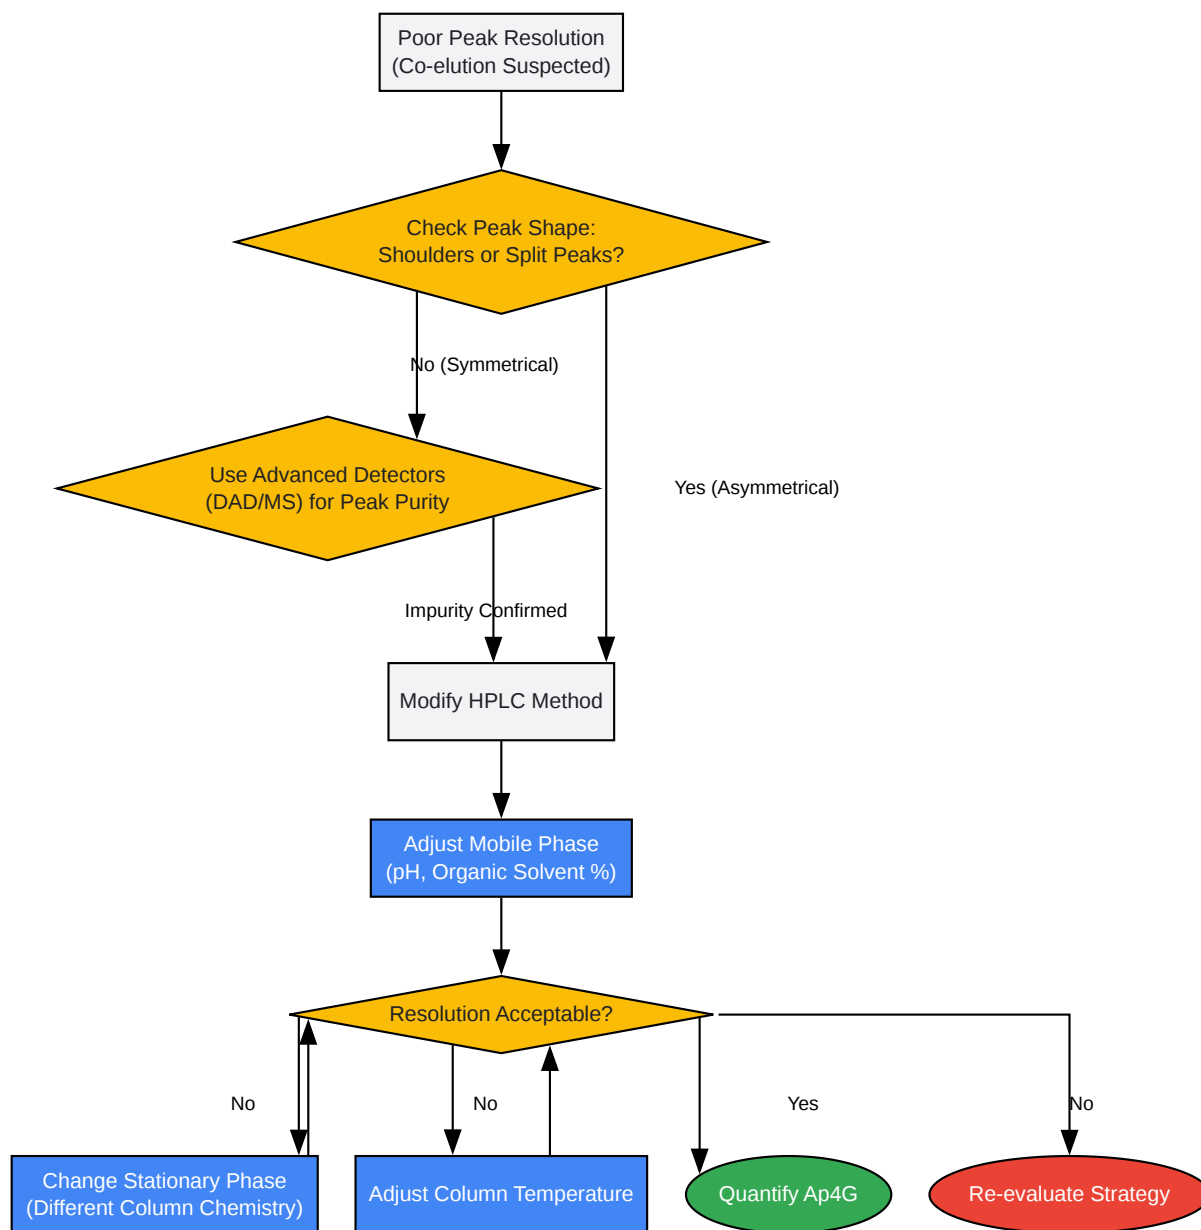 Poor Peak Resolution
(Co-elution Suspected)
Check Peak Shape:
Shoulders or Split Peaks?
No (Symmetrical)
Use Advanced Detectors
(DAD/MS) for Peak Purity
Yes (Asymmetrical)
Impurity Confirmed
Modify HPLC Method
Adjust Mobile Phase
(pH, Organic Solvent %)
Resolution Acceptable?
No
No
Yes
No
Change Stationary Phase
(Different Column Chemistry)
Adjust Column Temperature
Quantify Ap4G
Re-evaluate Strategy